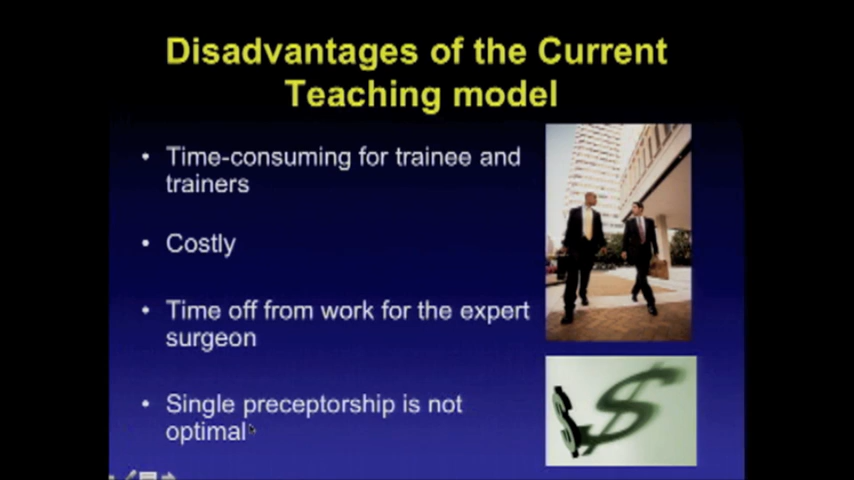 Disadvantages of the Current
Teaching model
• Time-consuming for trainee and
trainers
• Costly
• Time off from work for the expert
surgeon
• Single preceptorship is not
optimal